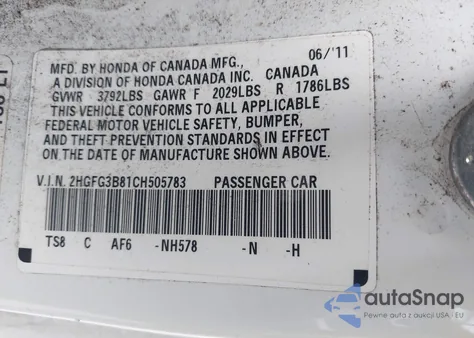 MFD. BY HONDA OF CANADA MFG., 06/11
A DIVISION OF HONDA CANADA INC. CANADA
GVWR 3792LBS GAWR F 2029LBS R 1786LBS
THIS VEHICLE CONFORMS TO ALL APPLICABLE
FEDERAL MOTOR VEHICLE SAFETY, BUMPER,
AND THEFT PREVENTION STANDARDS IN EFFECT
ON THE DATE OF MANUFACTURE SHOWN ABOVE.
V.I.N. 2HGFG3B81CH505783 PASSENGER CAR
TS8 C AF6 -NH578 -N -H
autoSnap
Pewne auta z aukcji USA i EU